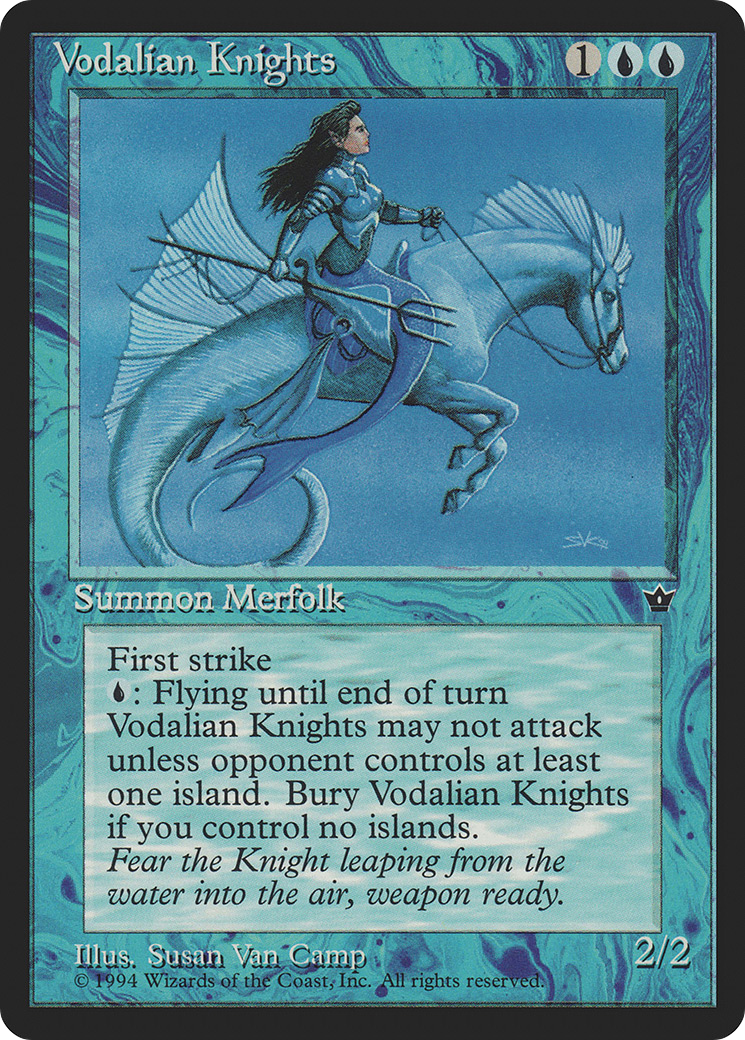 Vodalian Knights 1
Summon Merfolk
First strike
: Flying until end of turn
Vodalian Knights may not attack
unless opponent controls at least
one island. Bury Vodalian Knights
if you control no islands.
Fear the Knight leaping from the
water into the air, weapon ready.
Illus. Susan Van Camp
2/2
© 1994 Wizards of the Coast, Inc. All rights reserved.